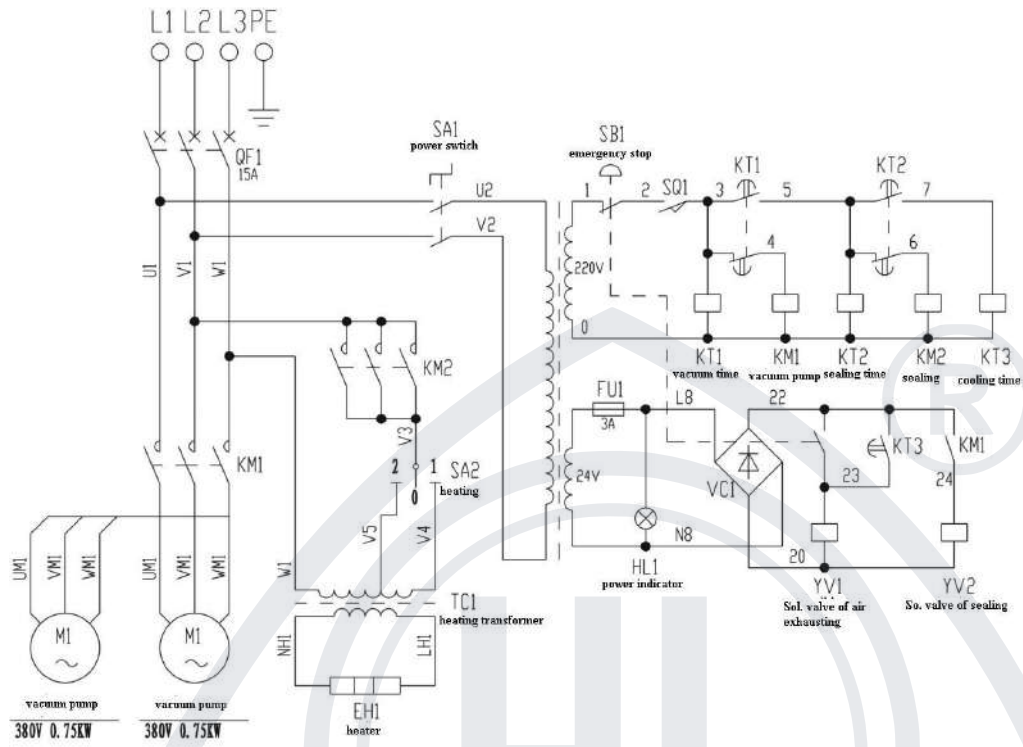 L1 L2 L3 PE
QF1
15A
SA1
power swtich
U2
V2
SB1
emergency stop
1
2
SQ1
3
KT1
5
KT2
7
4
6
220V
0
U1
V1
W1
KM2
KT1
vacuum time
KM1
vacuum pump
KT2
sealing time
KM2
sealing
KT3
cooling time
FU1
3A
L8
22
V3
2
1
0
SA2
heating
KM1
24V
VC1
KT3
KM1
23
24
V5
V4
N8
20
HL1
power indicator
YV1
Sol. valve of air
exhausting
YV2
So. valve of sealing
UM1
VM1
WM1
UM1
VM1
WM1
W1
TC1
heating transformer
NH1
LH1
M1
M1
EH1
heater
vacuum pump
380V 0.75KW
vacuum pump
380V 0.75KW
R